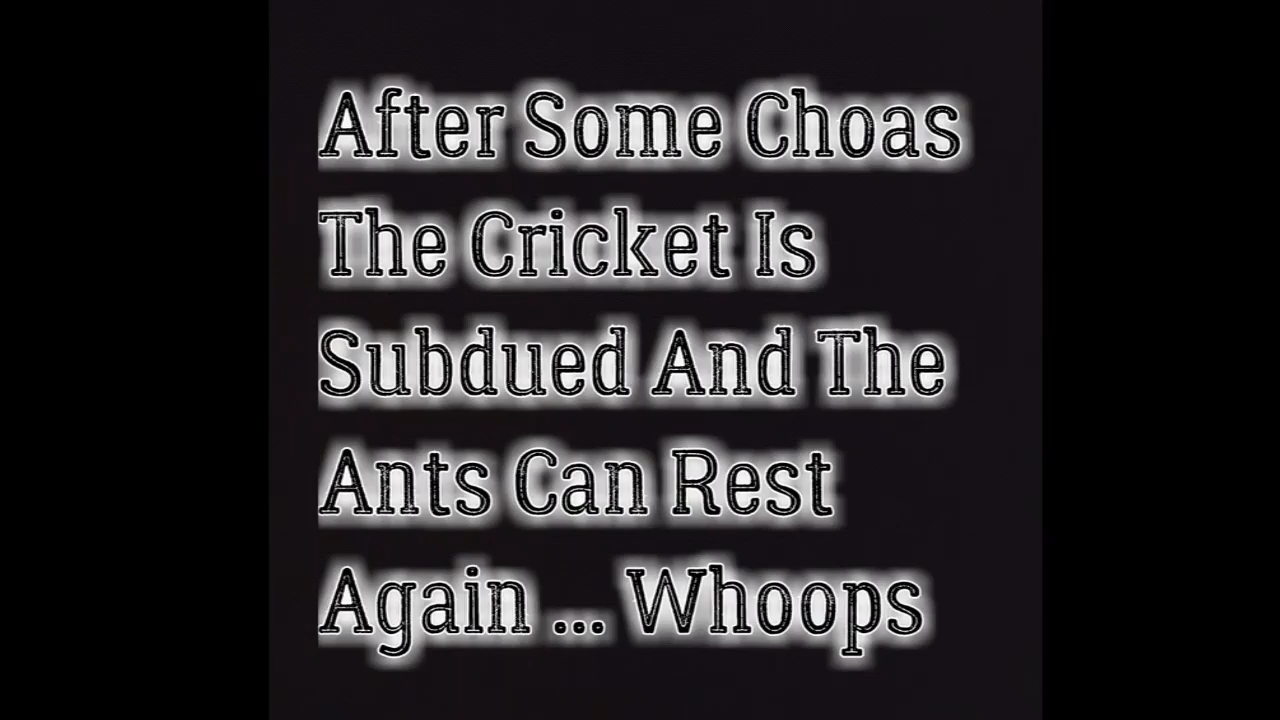 After Some Choas
The Cricket Is
Subdued And The
Ants Can Rest
Again ... Whoops